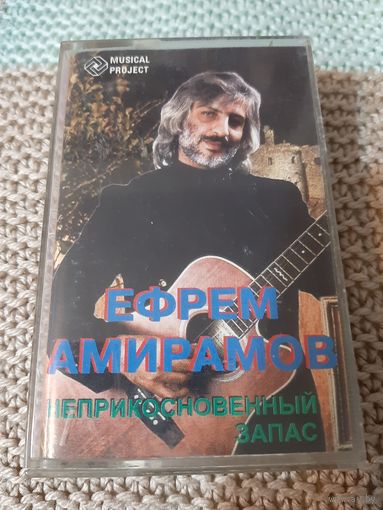 MUSICAL
PROJECT
ЕФРЕМ
АМИРАМОВ
НЕПРИКОСНОВЕННЫЙ
ЗАПАС